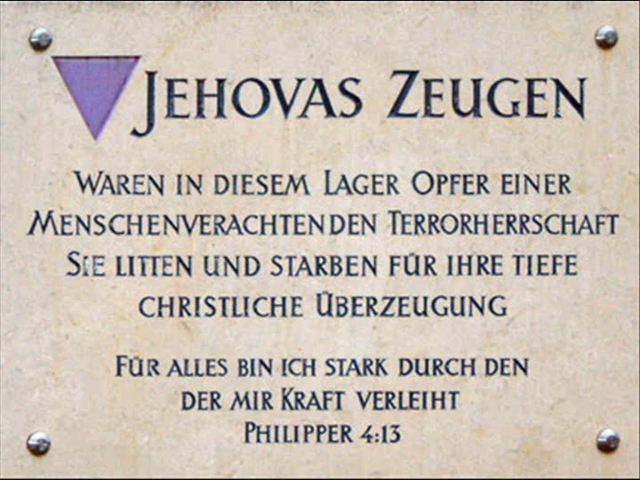 JEHOVAS ZEUGEN
WAREN IN DIESEM LAGER OPFER EINER
MENSCHENVERACHTENDEN TERRORHERRSCHAFT
SIE LITTEN UND STARBEN FÜR IHRE TIEFE
CHRISTLICHE ÜBERZEUGUNG
FÜR ALLES BIN ICH STARK DURCH DEN
DER MIR KRAFT VERLEIHT
PHILIPPER 4:13